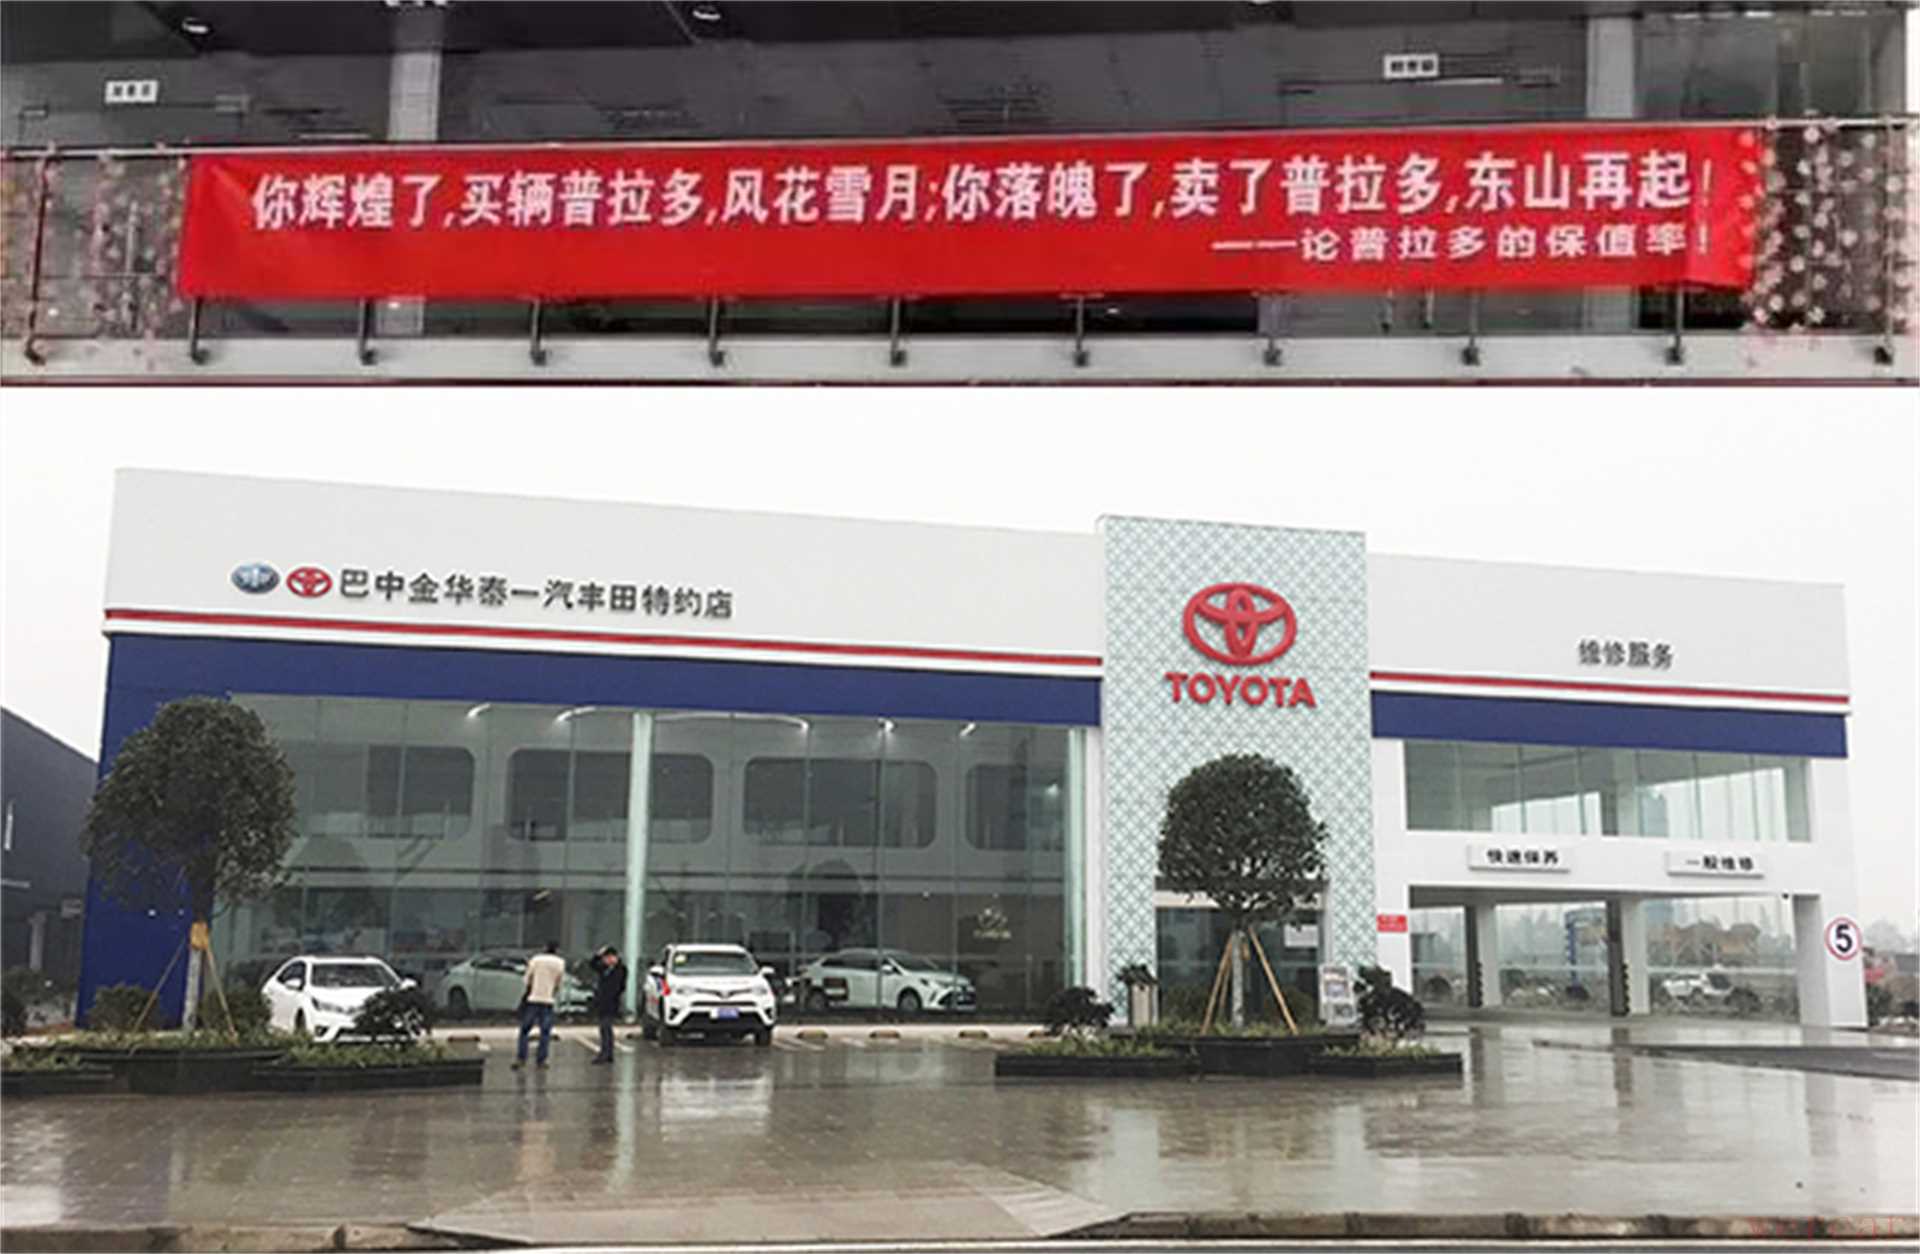 你辉煌了,买辆普拉多,风花雪月;你落魄了,卖了普拉多,东山再起!
——论普拉多的保值率!
巴中金华泰一汽丰田特约店
TOYOTA
维修服务
快速保养
一般维修
5